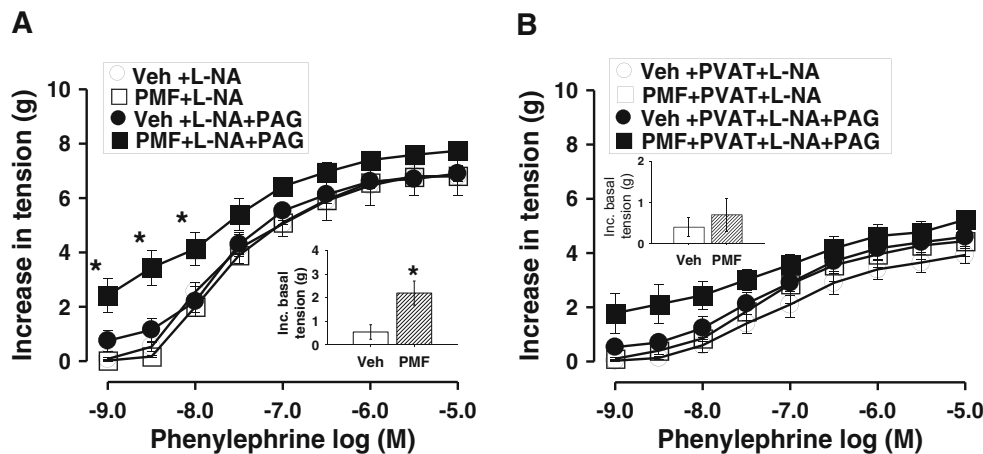 A
Increase in tension (g)
10
8
6
4
2
0
Veh +L-NA
PMF+L-NA
Veh +L-NA+PAG
PMF+L-NA+PAG
*
*
*
Inc. basal
tension (g)
4
3
2
1
0
*
Veh PMF
-9.0 -8.0 -7.0 -6.0 -5.0
Phenylephrine log (M)
B
Increase in tension (g)
10
8
6
4
2
0
Veh +PVAT+L-NA
PMF+PVAT+L-NA
Veh +PVAT+L-NA+PAG
PMF+PVAT+L-NA+PAG
Inc. basal
tension (g)
2
1
0
Veh PMF
-9.0 -8.0 -7.0 -6.0 -5.0
Phenylephrine log (M)